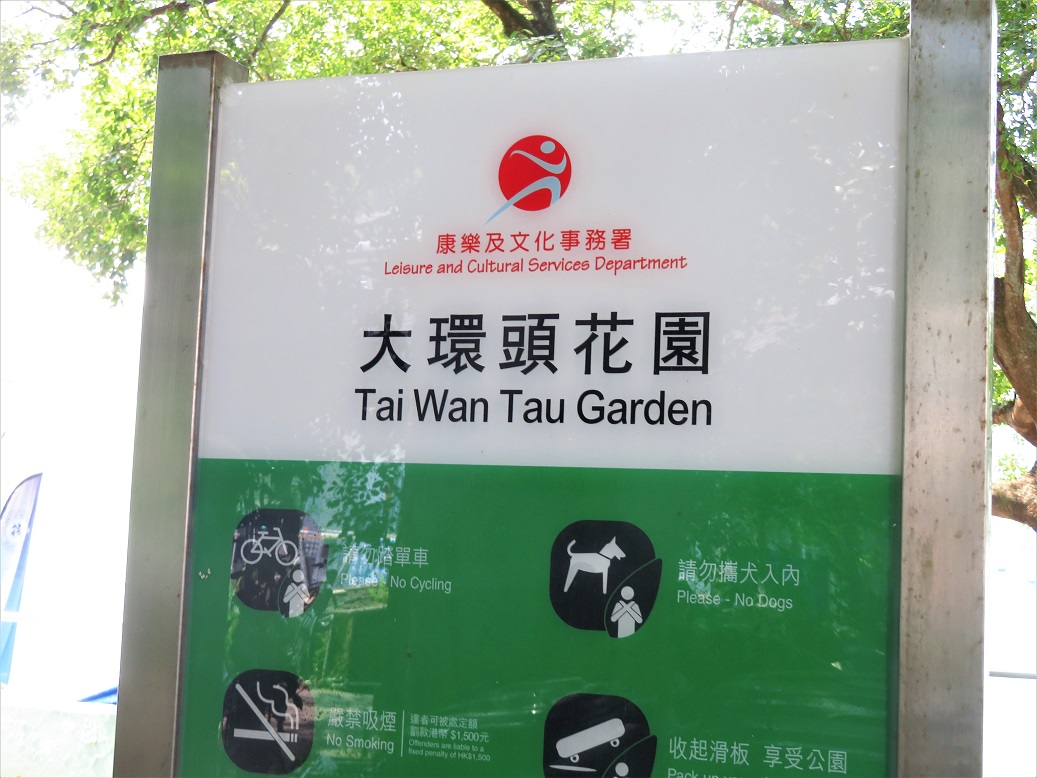 康樂及文化事務署
Leisure and Cultural Services Department
大環頭花園
Tai Wan Tau Garden
請勿踏單車
Please - No Cycling
請勿攜犬入內
Please - No Dogs
嚴禁吸煙
No Smoking
違者可被處定額
罰款港幣 $1,500元
Offenders are liable to a
fixed penalty of HK$1,500
收起滑板 享受公園
Pack up